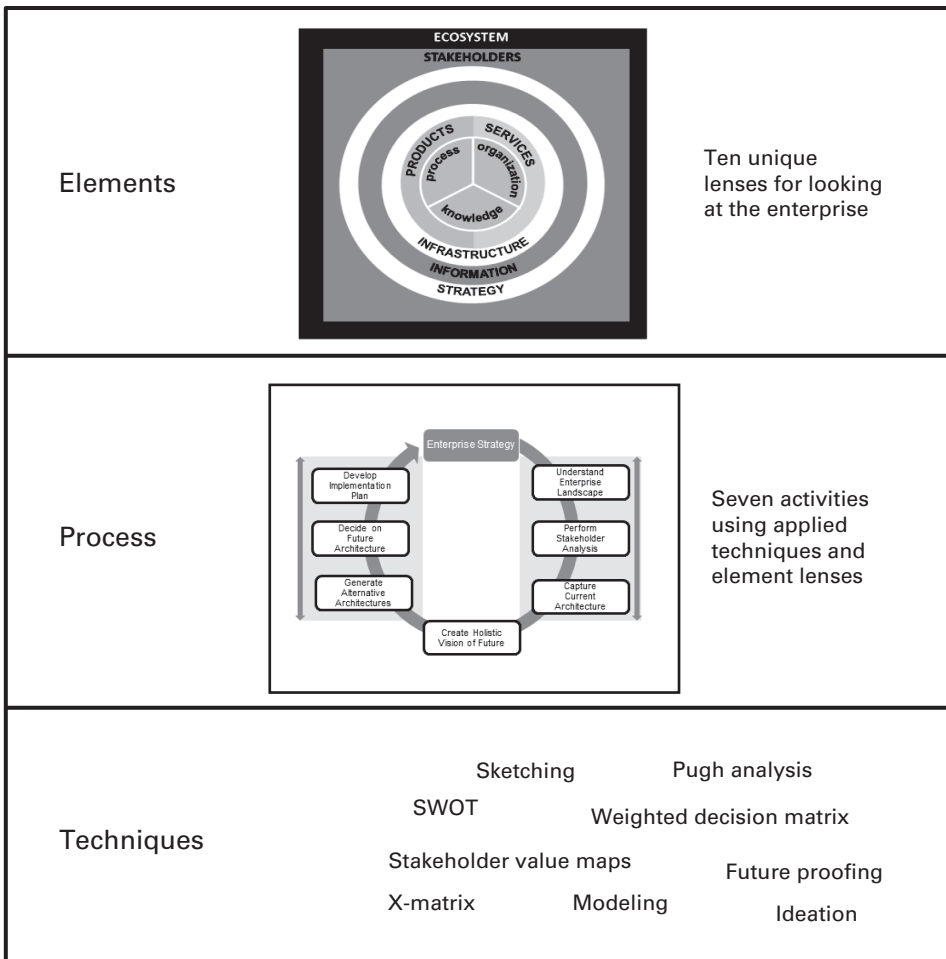 ECOSYSTEM
STAKEHOLDERS
PRODUCTS
SERVICES
process
organization
knowledge
INFRASTRUCTURE
INFORMATION
STRATEGY
Elements
Ten unique
lenses for looking
at the enterprise
Process
Enterprise Strategy
Develop
Implementation
Plan
Understand
Enterprise
Landscape
Decide on
Future
Architecture
Perform
Stakeholder
Analysis
Generate
Alternative
Architectures
Capture
Current
Architecture
Create Holistic
Vision of Future
Seven activities
using applied
techniques and
element lenses
Techniques
Sketching
Pugh analysis
SWOT
Weighted decision matrix
Stakeholder value maps
Future proofing
X-matrix
Modeling
Ideation